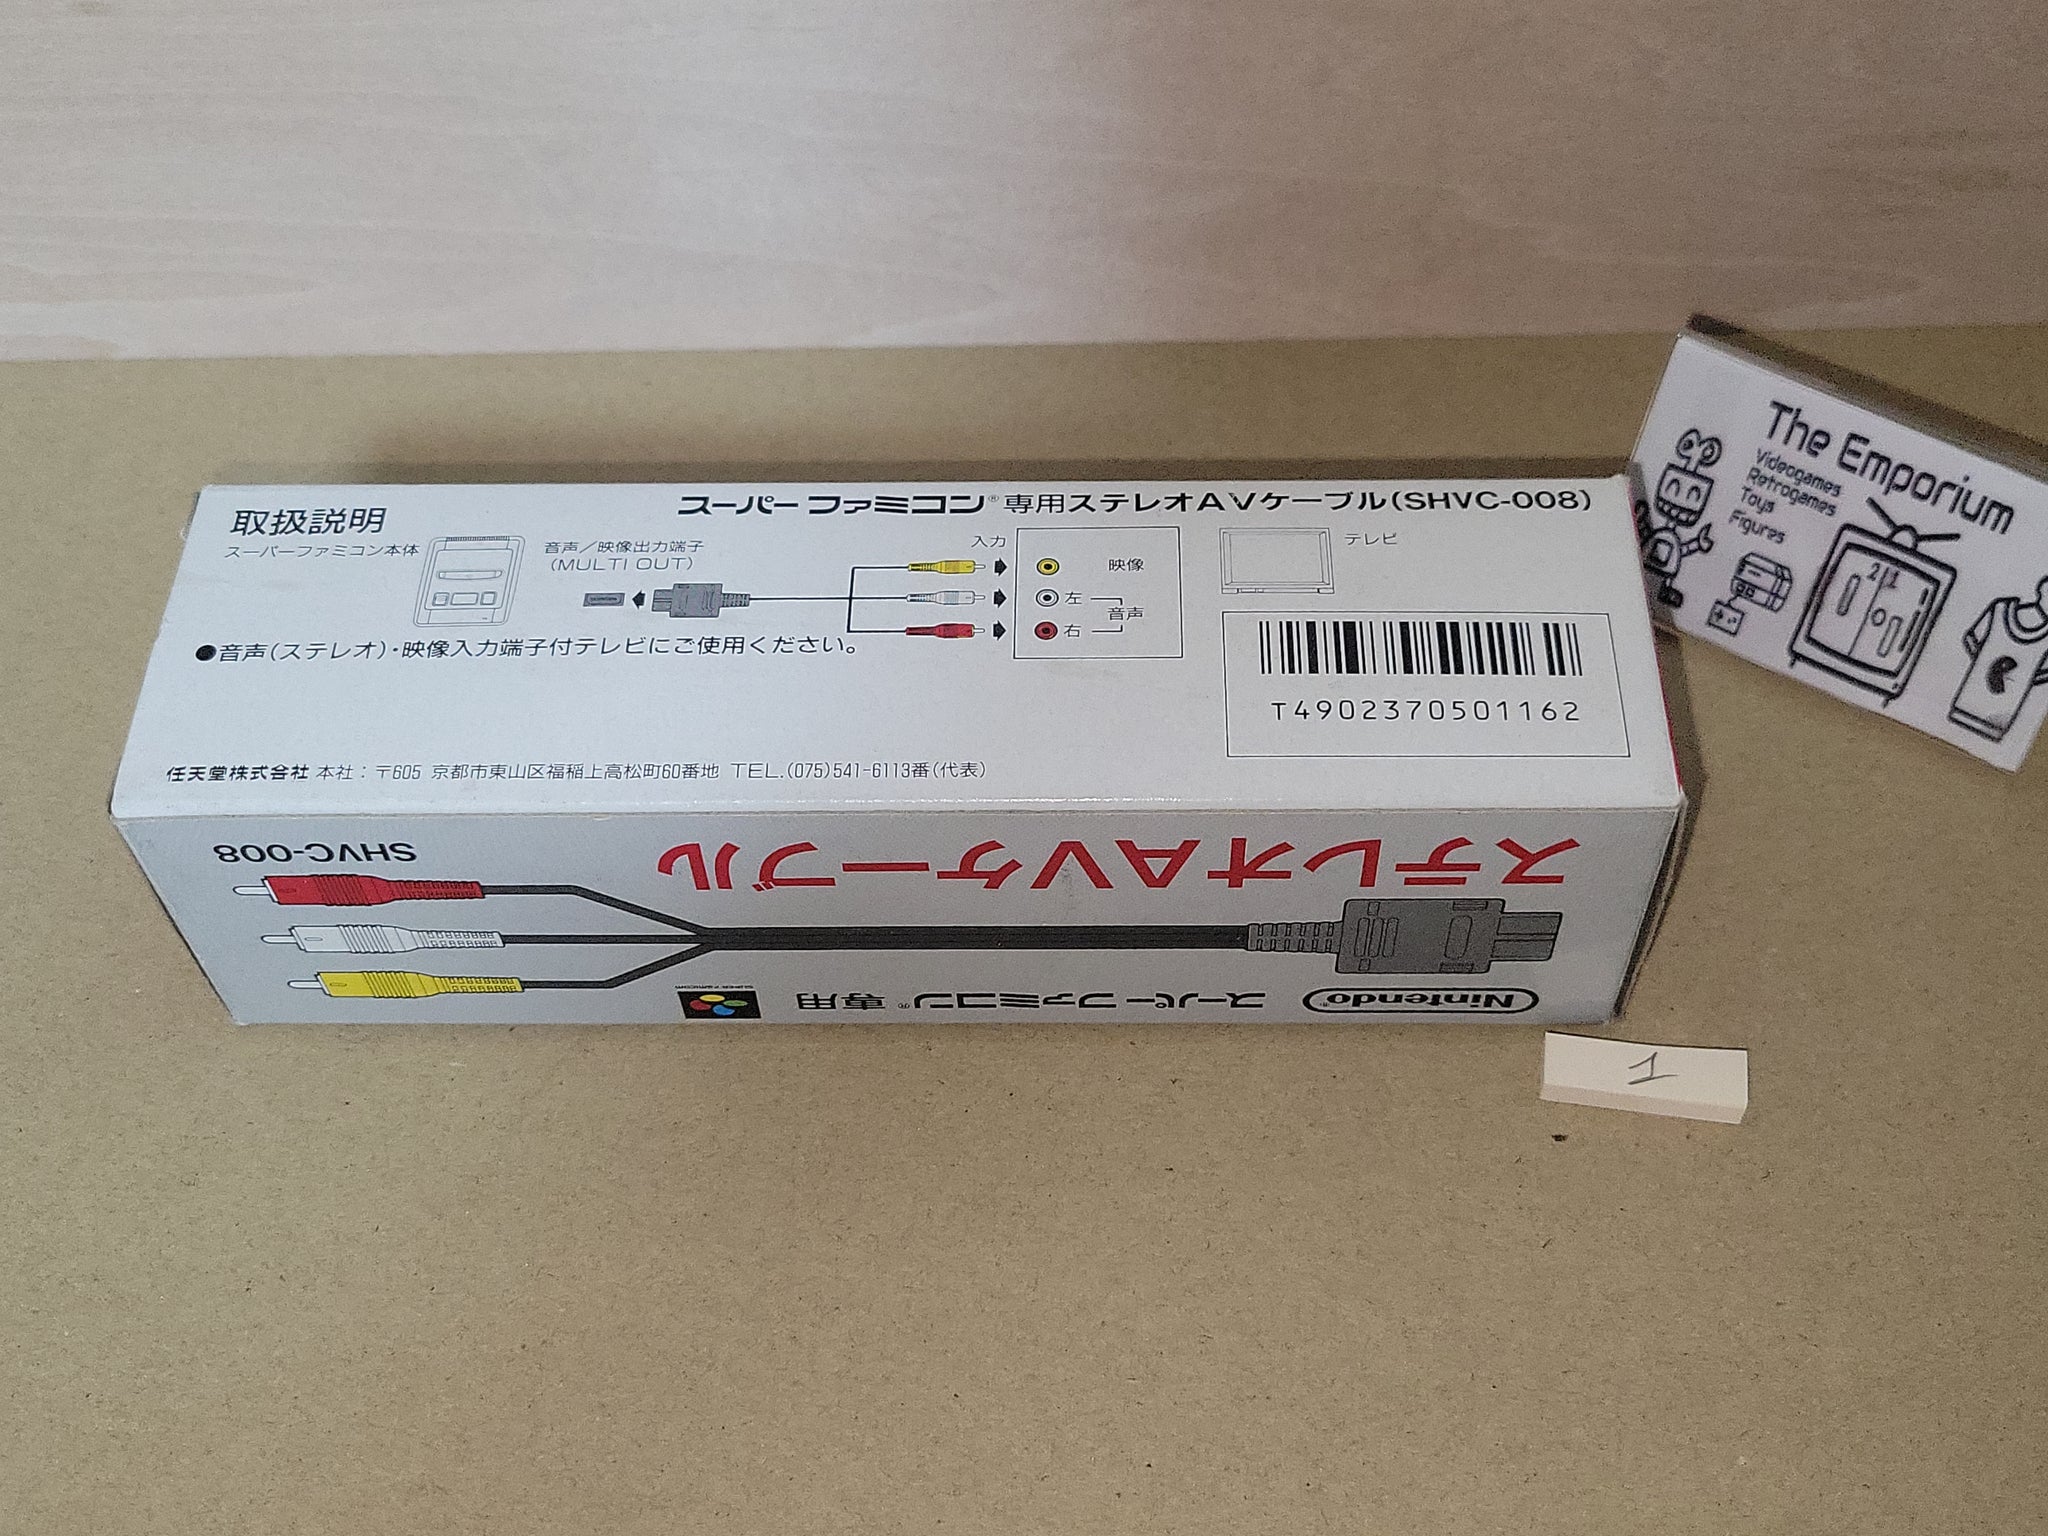 取扱説明
スーパーファミコン® 専用ステレオAVケーブル(SHVC-008)
スーパーファミコン本体
音声／映像出力端子
(MULTI OUT)
入力
映像
左
音声
右
テレビ
●音声(ステレオ)・映像入力端子付テレビにご使用ください。
T4902370501162
任天堂株式会社 本社：〒605 京都市東山区福稲上高松町60番地 TEL.(075)541-6113番(代表)
Nintendo®
スーパーファミコン® 専用
SUPER FAMICOM
ステレオAVケーブル
SHVC-008
The Emporium
Videogames
Retrogames
Toys
Figures
21
1